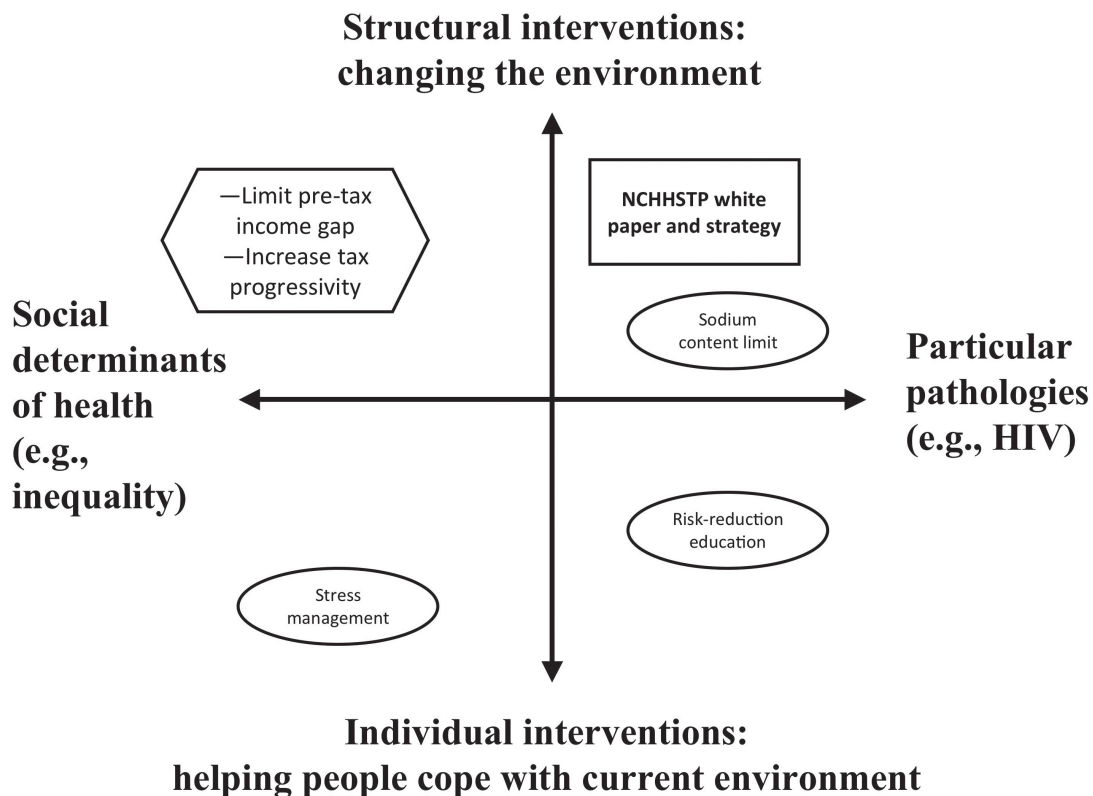 Structural interventions:
changing the environment
—Limit pre-tax
income gap
—Increase tax
progressivity
NCHHSTP white
paper and strategy
Sodium
content limit
Social
determinants
of health
(e.g.,
inequality)
Particular
pathologies
(e.g., HIV)
Risk-reduction
education
Stress
management
Individual interventions:
helping people cope with current environment